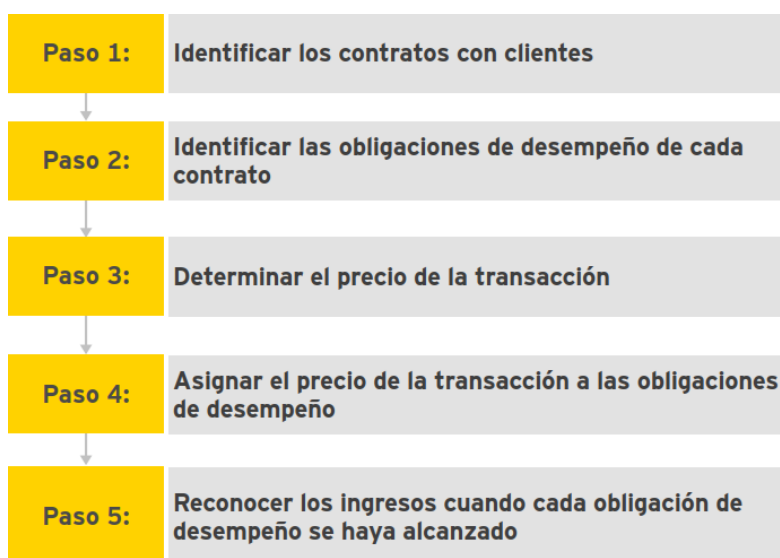 Paso 1:
Identificar los contratos con clientes
Paso 2:
Identificar las obligaciones de desempeño de cada
contrato
Paso 3:
Determinar el precio de la transacción
Paso 4:
Asignar el precio de la transacción a las obligaciones
de desempeño
Paso 5:
Reconocer los ingresos cuando cada obligación de
desempeño se haya alcanzado